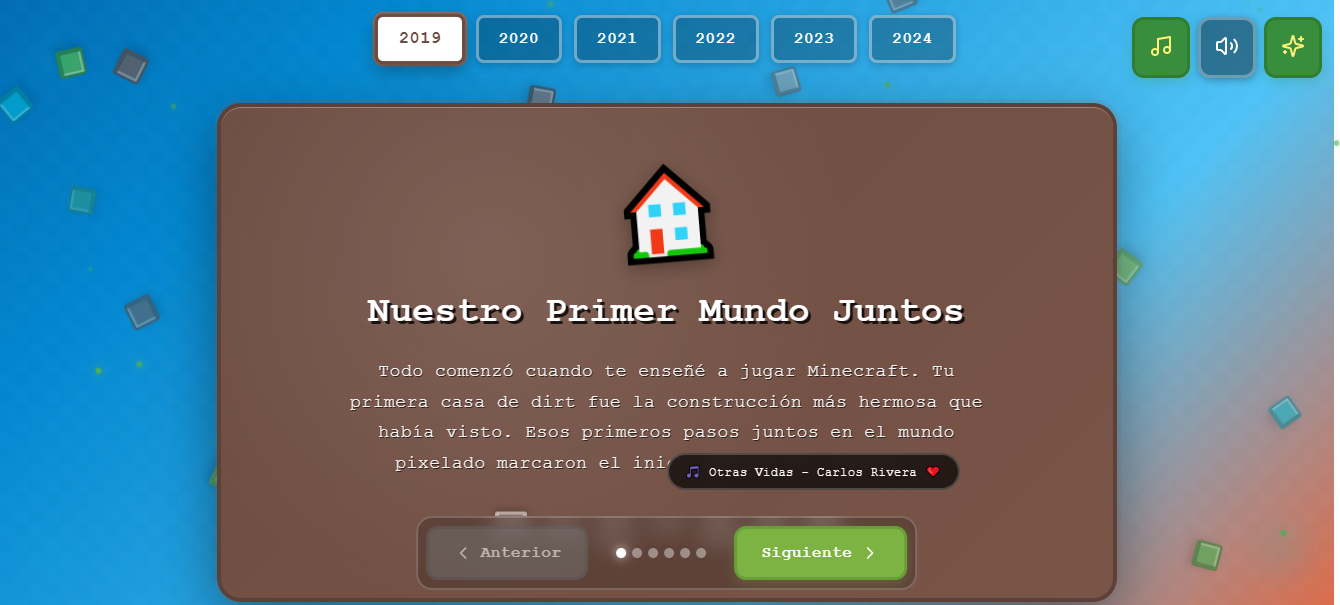 2019 2020 2021 2022 2023 2024
Nuestro Primer Mundo Juntos
Todo comenzó cuando te enseñé a jugar Minecraft. Tu
primera casa de dirt fue la construcción más hermosa que
había visto. Esos primeros pasos juntos en el mundo
pixelado marcaron el
Otras Vidas - Carlos Rivera
Anterior
Siguiente